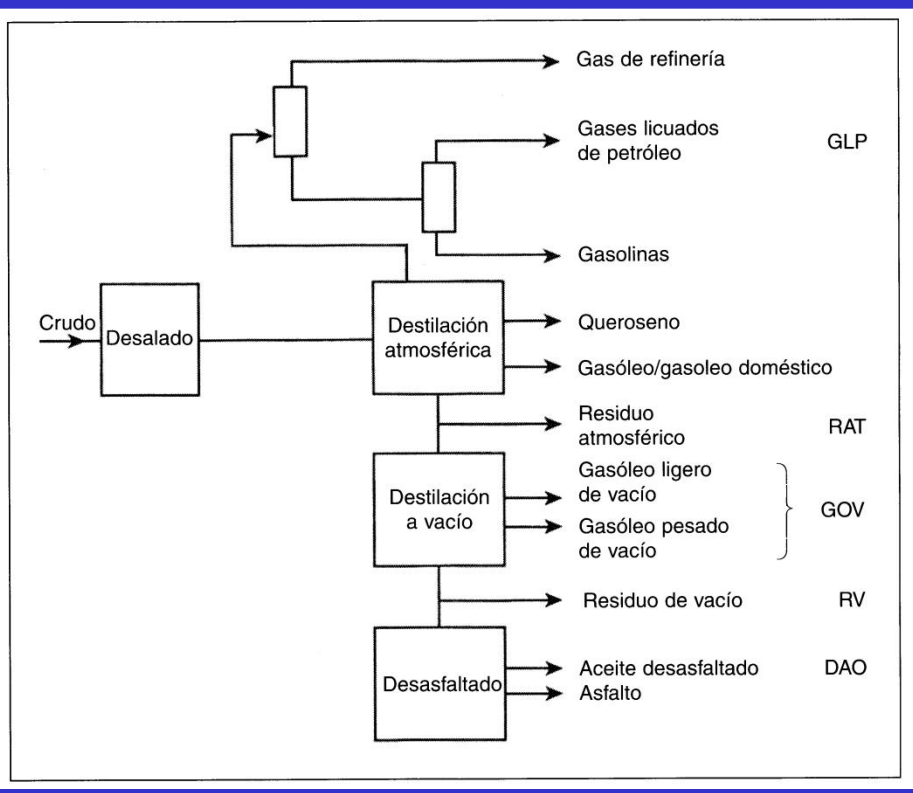 Gas de refinería
Gases licuados
de petróleo
GLP
Gasolinas
Crudo
Desalado
Destilación
atmosférica
Queroseno
Gasóleo/gasoleo doméstico
Residuo
atmosférico
RAT
Destilación
a vacío
Gasóleo ligero
de vacío
Gasóleo pesado
de vacío
GOV
Residuo de vacío
RV
Desasfaltado
Aceite desasfaltado
DAO
Asfalto